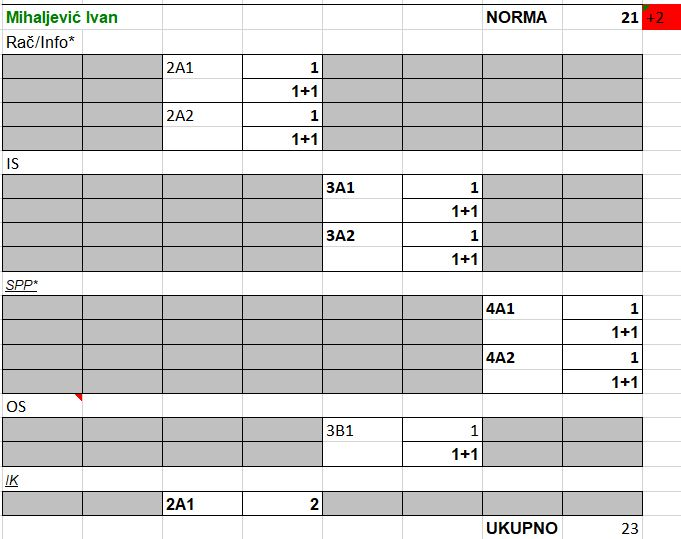 Mihaljević Ivan NORMA 21 +2
Rač/Info*
2A1 1
1+1
2A2 1
1+1
IS
3A1 1
1+1
3A2 1
1+1
SPP*
4A1 1
1+1
4A2 1
1+1
OS
3B1 1
1+1
IK
2A1 2
UKUPNO 23